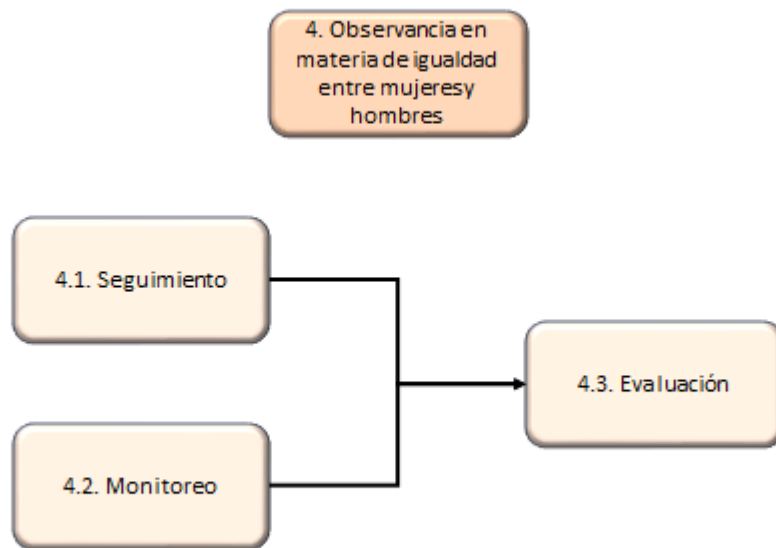 4. Observancia en
materia de igualdad
entre mujeresy
hombres
4.1. Seguimiento
4.3. Evaluación
4.2. Monitoreo